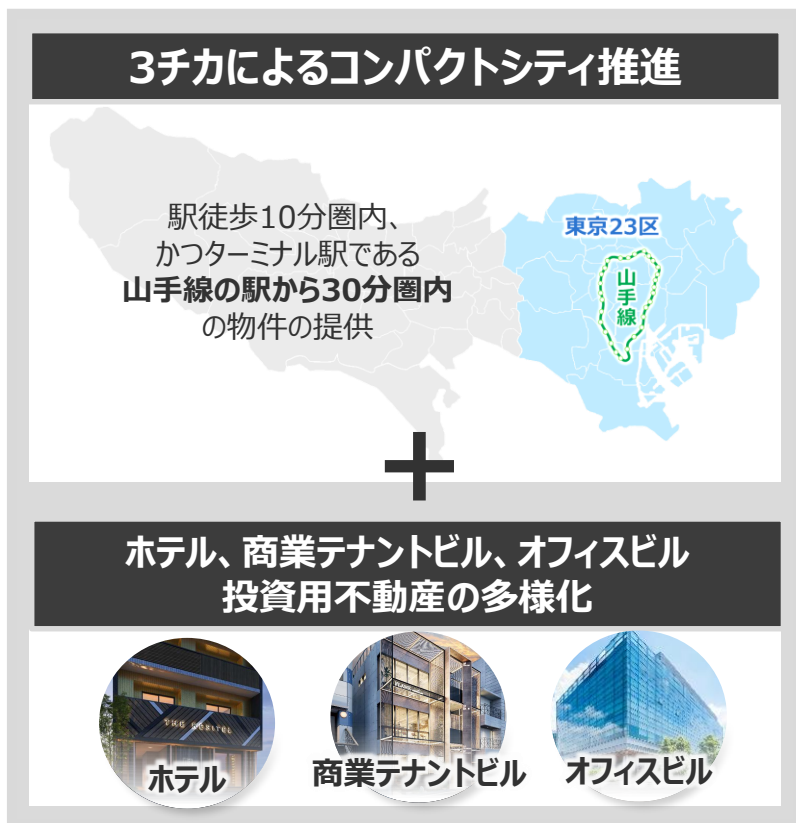 3チカによるコンパクトシティ推進
駅徒歩10分圏内、
かつターミナル駅である
山手線の駅から30分圏内
の物件の提供
東京23区
山手線
+
ホテル、商業テナントビル、オフィスビル
投資用不動産の多様化
ホテル
商業テナントビル
オフィスビル